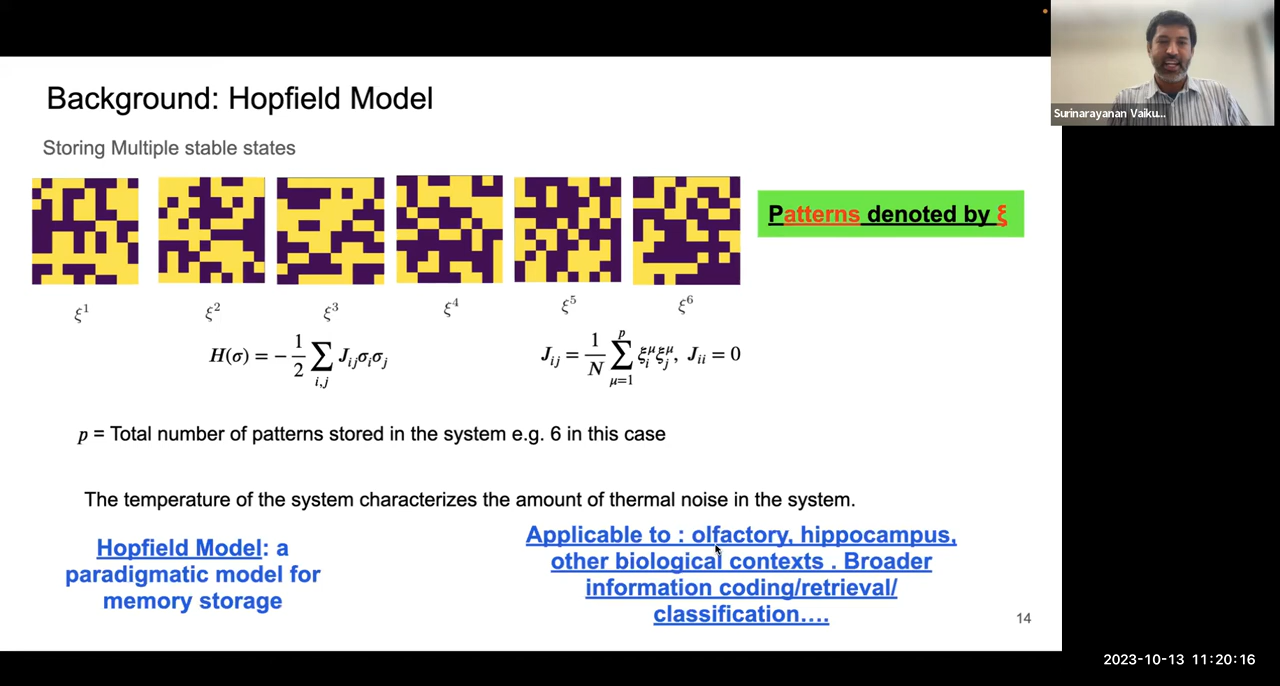 Background: Hopfield Model
Surinarayanan Vaiku...
Storing Multiple stable states
Patterns denoted by ξ
ξ¹ ξ² ξ³ ξ⁴ ξ⁵ ξ⁶
H(σ) = − 1/2 ∑_{i,j} J_{ij}σ_iσ_j
J_{ij} = 1/N ∑_{μ=1}^{p} ξ_i^μ ξ_j^μ, J_{ii} = 0
p = Total number of patterns stored in the system e.g. 6 in this case
The temperature of the system characterizes the amount of thermal noise in the system.
Hopfield Model: a
paradigmatic model for
memory storage
Applicable to : olfactory, hippocampus,
other biological contexts . Broader
information coding/retrieval/
classification....
14
2023-10-13 11:20:16